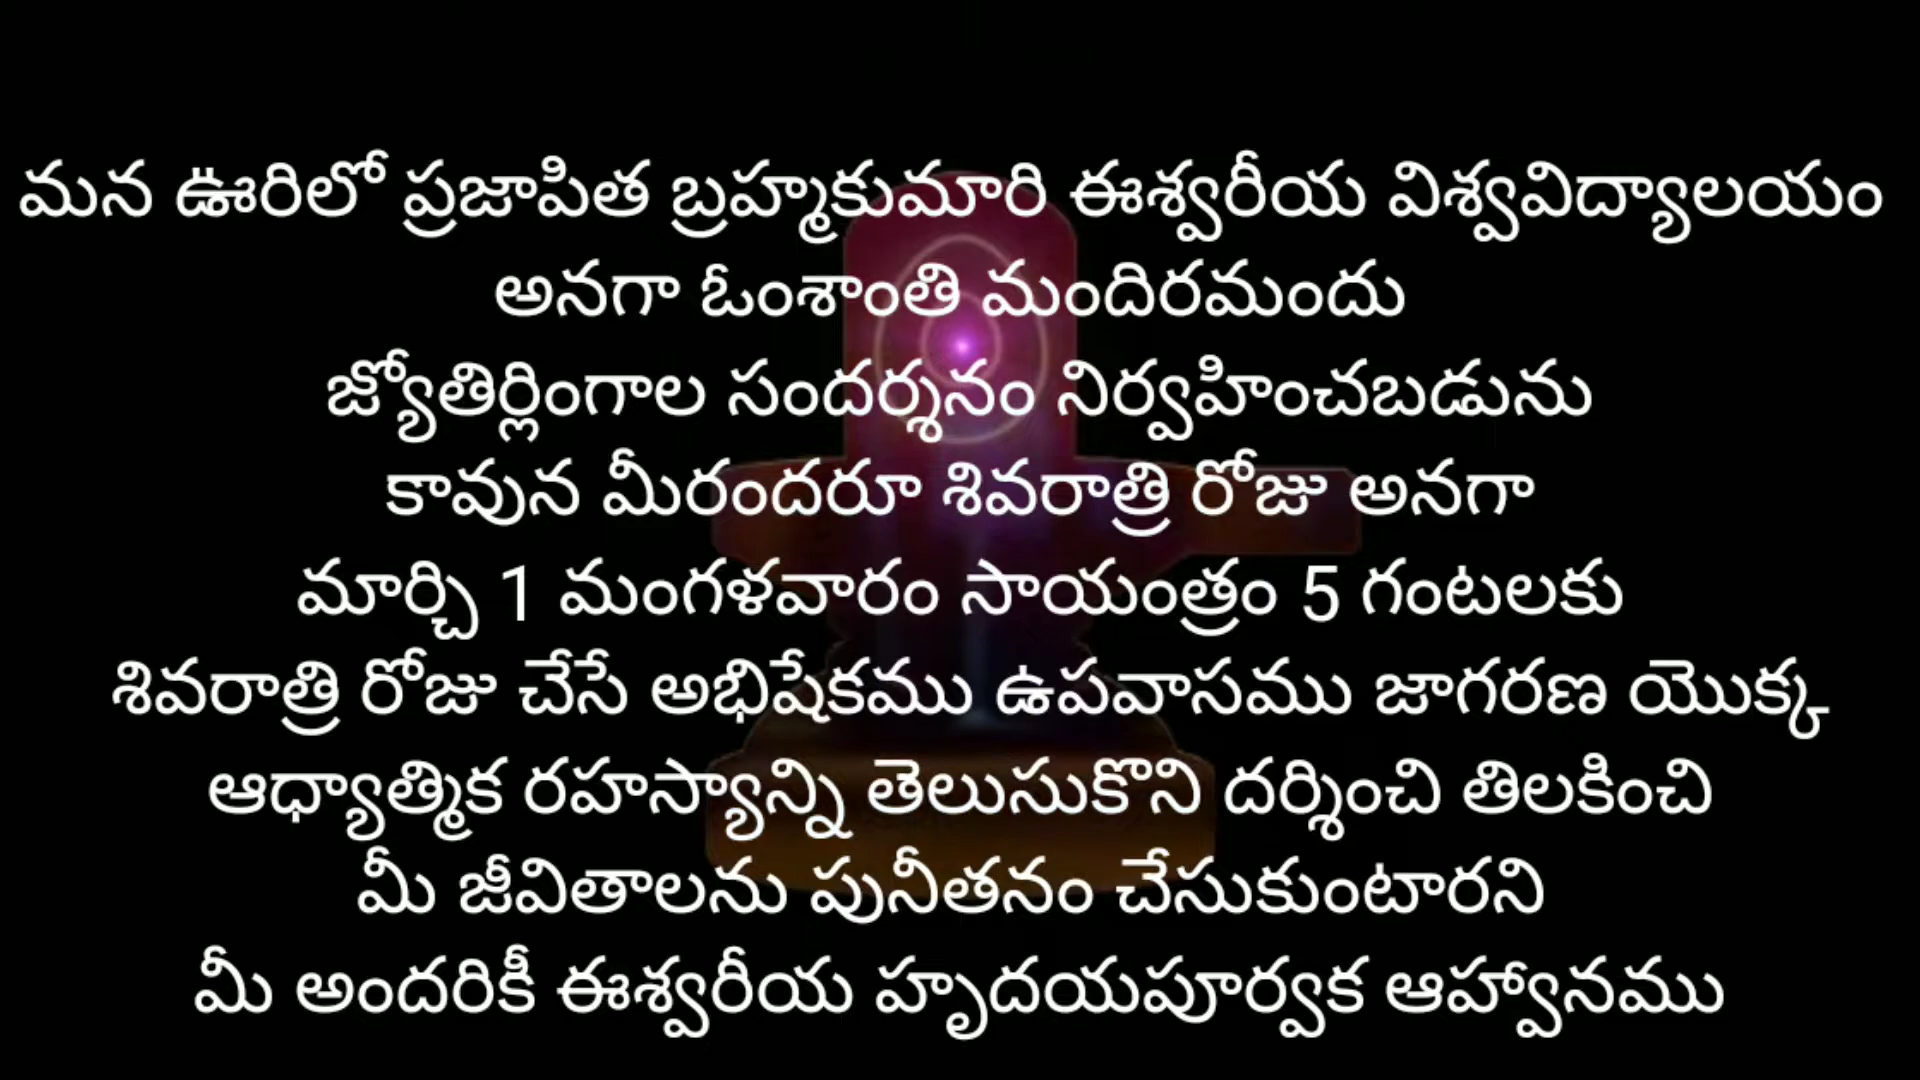 మన ఊరిలో ప్రజాపిత బ్రహ్మకుమారి ఈశ్వరీయ విశ్వవిద్యాలయం
అనగా ఓంశాంతి మందిరమందు
జ్యోతిర్లింగాల సందర్శనం నిర్వహించబడును
కావున మీరందరూ శివరాత్రి రోజు అనగా
మార్చి 1 మంగళవారం సాయంత్రం 5 గంటలకు
శివరాత్రి రోజు చేసే అభిషేకము ఉపవాసము జాగరణ యొక్క
ఆధ్యాత్మిక రహస్యాన్ని తెలుసుకొని దర్శించి తిలకించి
మీ జీవితాలను పునీతనం చేసుకుంటారని
మీ అందరికీ ఈశ్వరీయ హృదయపూర్వక ఆహ్వానము